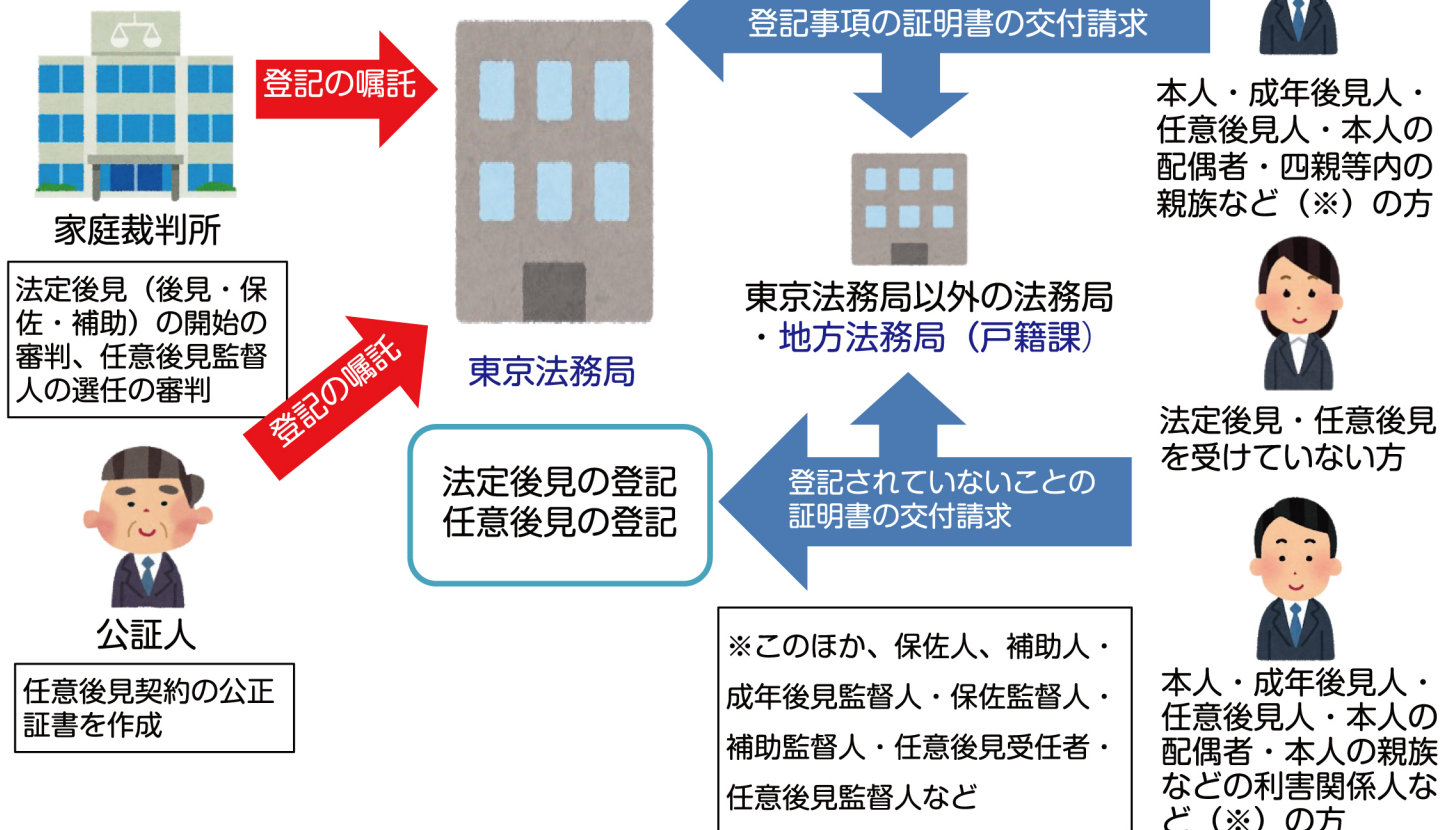 登記の嘱託
家庭裁判所
法定後見（後見・保
佐・補助）の開始の
審判、任意後見監督
人の選任の審判
登記の嘱託
公証人
任意後見契約の公正
証書を作成
東京法務局
法定後見の登記
任意後見の登記
登記事項の証明書の交付請求
東京法務局以外の法務局
・地方法務局（戸籍課）
登記されていないことの
証明書の交付請求
※このほか、保佐人、補助人・
成年後見監督人・保佐監督人・
補助監督人・任意後見受任者・
任意後見監督人など
本人・成年後見人・
任意後見人・本人の
配偶者・四親等内の
親族など（※）の方
法定後見・任意後見
を受けていない方
本人・成年後見人・
任意後見人・本人の
配偶者・本人の親族
などの利害関係人な
ど（※）の方